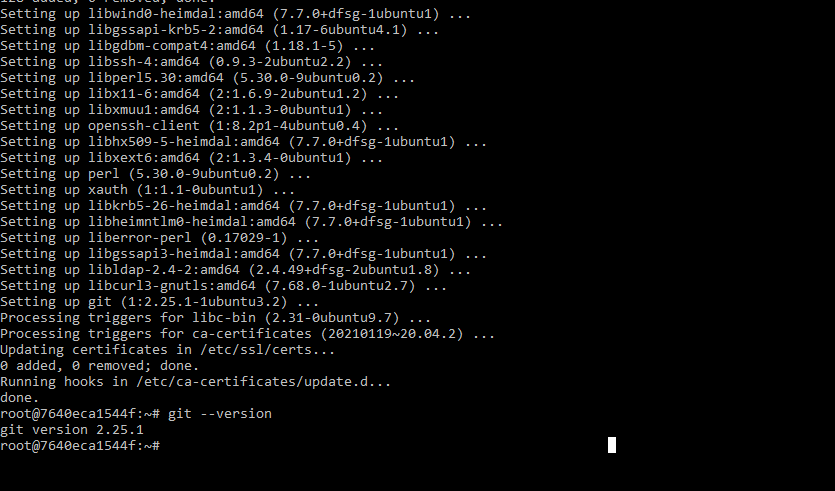 128 added, 0 removed; done.
Setting up libwind0-heimdal:amd64 (7.7.0+dfsg-1ubuntu1) ...
Setting up libgssapi-krb5-2:amd64 (1.17-6ubuntu4.1) ...
Setting up libgdbm-compat4:amd64 (1.18.1-5) ...
Setting up libssh-4:amd64 (0.9.3-2ubuntu2.2) ...
Setting up libperl5.30:amd64 (5.30.0-9ubuntu0.2) ...
Setting up libx11-6:amd64 (2:1.6.9-2ubuntu1.2) ...
Setting up libxmuu1:amd64 (2:1.1.3-0ubuntu1) ...
Setting up openssh-client (1:8.2p1-4ubuntu0.4) ...
Setting up libhx509-5-heimdal:amd64 (7.7.0+dfsg-1ubuntu1) ...
Setting up libxext6:amd64 (2:1.3.4-0ubuntu1) ...
Setting up perl (5.30.0-9ubuntu0.2) ...
Setting up xauth (1:1.1-0ubuntu1) ...
Setting up libkrb5-26-heimdal:amd64 (7.7.0+dfsg-1ubuntu1) ...
Setting up libheimntlm0-heimdal:amd64 (7.7.0+dfsg-1ubuntu1) ...
Setting up liberror-perl (0.17029-1) ...
Setting up libgssapi3-heimdal:amd64 (7.7.0+dfsg-1ubuntu1) ...
Setting up libldap-2.4-2:amd64 (2.4.49+dfsg-2ubuntu1.8) ...
Setting up libcurl3-gnutls:amd64 (7.68.0-1ubuntu2.7) ...
Setting up git (1:2.25.1-1ubuntu3.2) ...
Processing triggers for libc-bin (2.31-0ubuntu9.7) ...
Processing triggers for ca-certificates (20210119~20.04.2) ...
Updating certificates in /etc/ssl/certs...
0 added, 0 removed; done.
Running hooks in /etc/ca-certificates/update.d...
done.
root@7640eca1544f:~# git --version
git version 2.25.1
root@7640eca1544f:~#